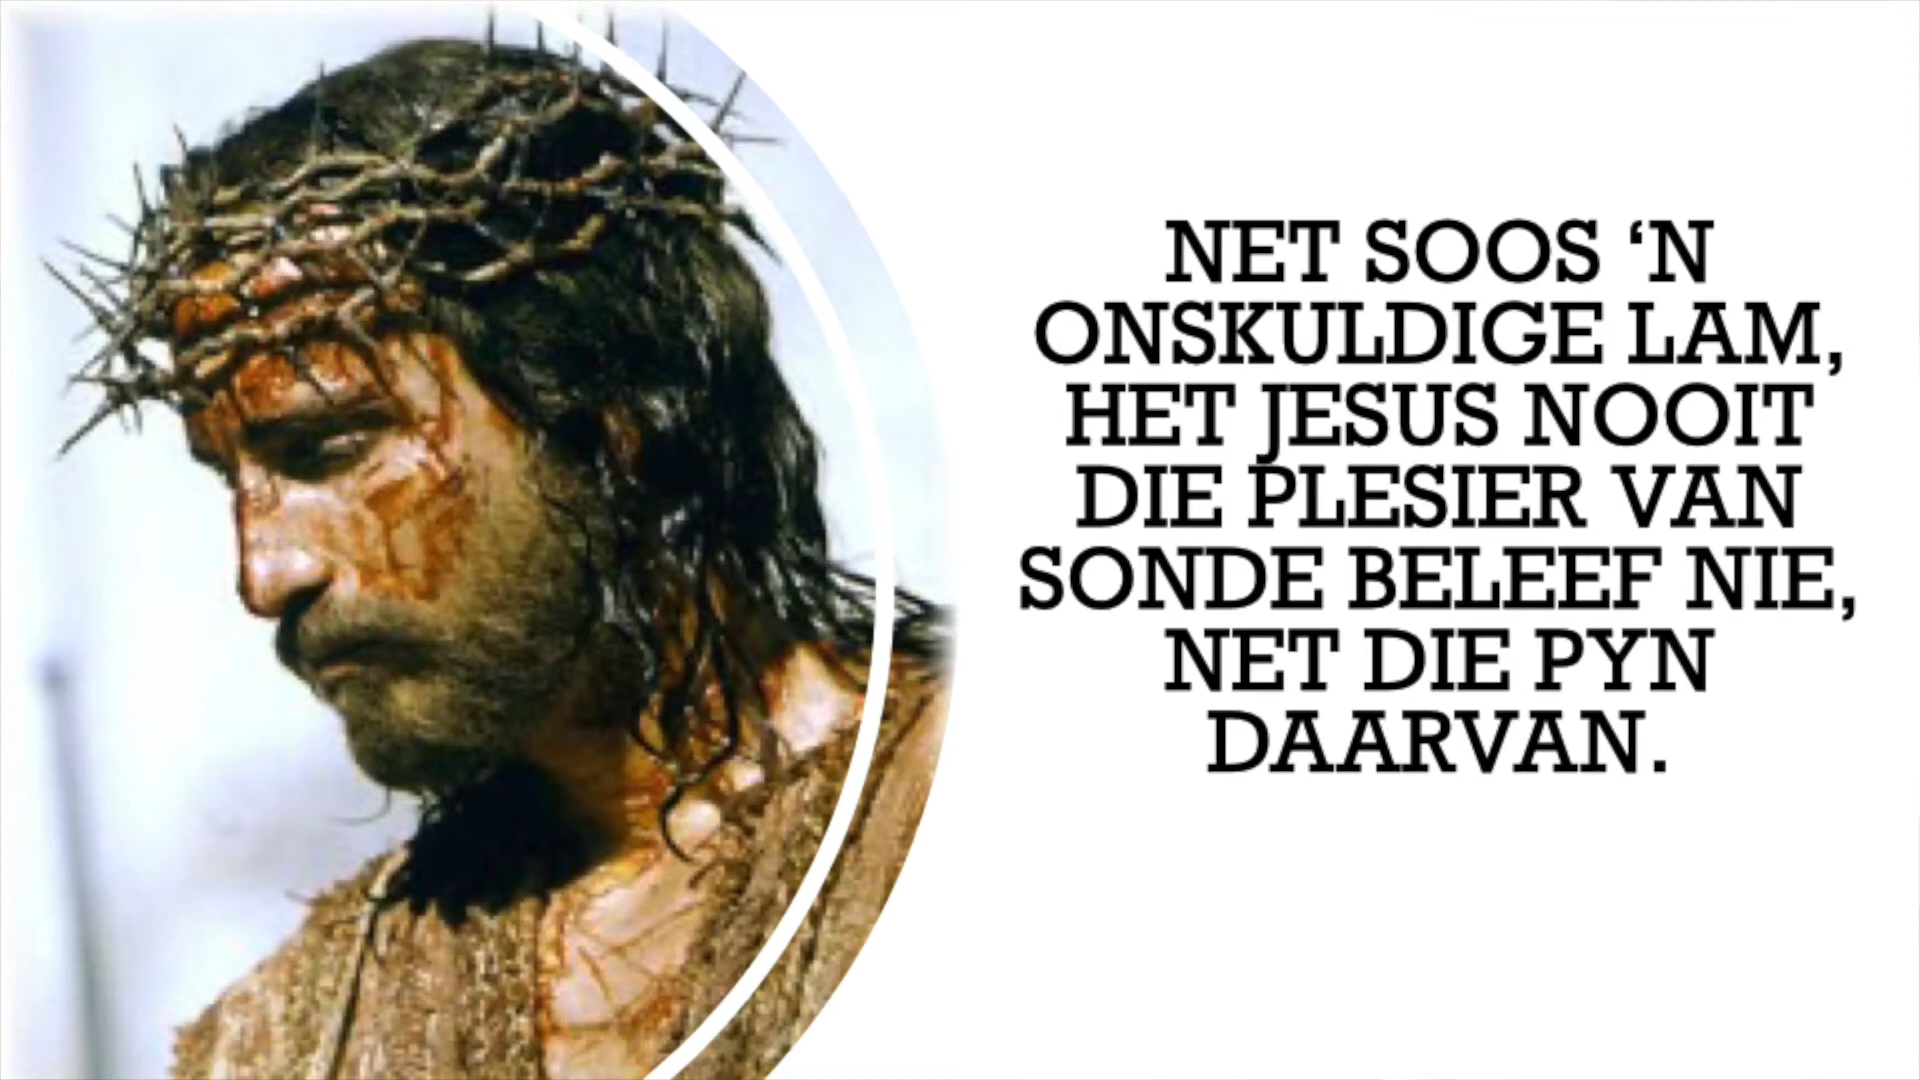 NET SOOS ‘N
ONSKULDIGE LAM,
HET JESUS NOOIT
DIE PLESIER VAN
SONDE BELEEF NIE,
NET DIE PYN
DAARVAN.